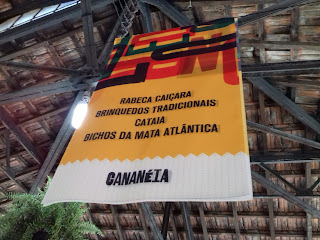 RABECA CAIÇARA
BRINQUEDOS TRADICIONAIS
CATAIA
BICHOS DA MATA ATLÂNTICA
CANANÉIA